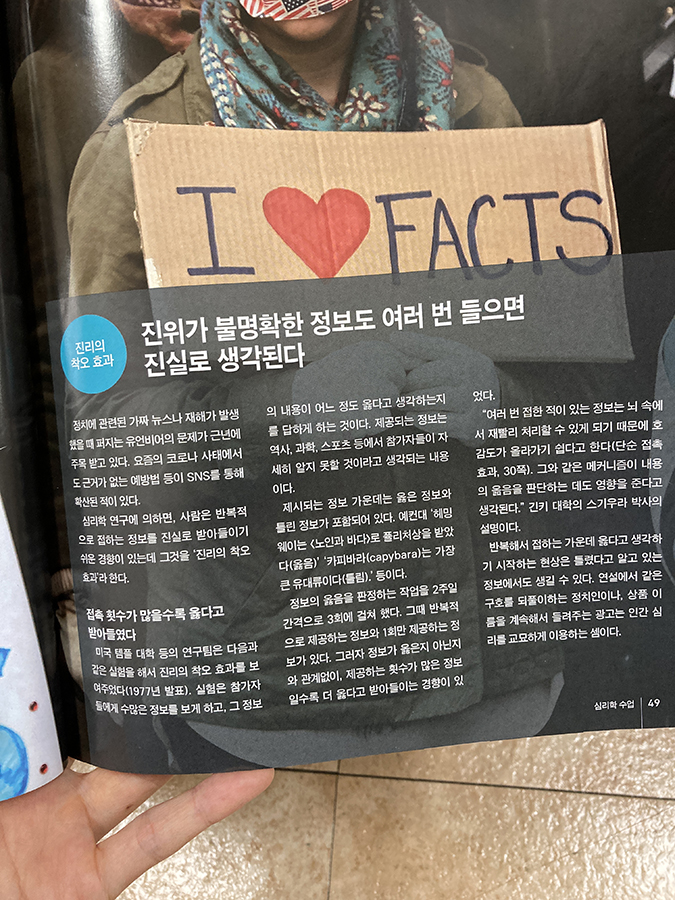 I ❤ FACTS
진리의
착오 효과
진위가 불명확한 정보도 여러 번 들으면
진실로 생각된다
정치에 관련된 가짜 뉴스나 재해가 발생
했을 때 퍼지는 유언비어의 문제가 근년에
주목 받고 있다. 요즘의 코로나 사태에서
도 근거가 없는 예방법 등이 SNS를 통해
확산된 적이 있다.
심리학 연구에 의하면, 사람은 반복적
으로 접하는 정보를 진실로 받아들이기
쉬운 경향이 있는데 그것을 '진리의 착오
효과'라 한다.
접촉 횟수가 많을수록 옳다고
받아들였다
미국 템플 대학 등의 연구팀은 다음과
같은 실험을 해서 진리의 착오 효과를 보
여주었다(1977년 발표). 실험은 참가자
들에게 수많은 정보를 보게 하고, 그 정보
의 내용이 어느 정도 옳다고 생각하는지
를 답하게 하는 것이다. 제공되는 정보는
역사, 과학, 스포츠 등에서 참가자들이 자
세히 알지 못할 것이라고 생각되는 내용
이다.
제시되는 정보 가운데는 옳은 정보와
틀린 정보가 포함되어 있다. 예컨대 '헤밍
웨이는 <노인과 바다>로 퓰리처상을 받았
다(옳음)' '카피바라(capybara)는 가장
큰 유대류이다(틀림).' 등이다.
정보의 옳음을 판정하는 작업을 2주일
간격으로 3회에 걸쳐 했다. 그때 반복적
으로 제공하는 정보와 1회만 제공하는 정
보가 있다. 그러자 정보가 옳은지 아닌지
와 관계없이, 제공하는 횟수가 많은 정보
일수록 더 옳다고 받아들이는 경향이 있
었다.
"여러 번 접한 적이 있는 정보는 뇌 속에
서 재빨리 처리할 수 있게 되기 때문에 호
감도가 올라가기 쉽다고 한다(단순 접촉
효과, 30쪽). 그와 같은 메커니즘이 내용
의 옳음을 판단하는 데도 영향을 준다고
생각된다." 긴키 대학의 스기우라 박사의
설명이다.
반복해서 접하는 가운데 옳다고 생각하
기 시작하는 현상은 틀렸다고 알고 있는
정보에서도 생길 수 있다. 연설에서 같은
구호를 되풀이하는 정치인이나, 상품 이
름을 계속해서 들려주는 광고는 인간 심
리를 교묘하게 이용하는 셈이다.
심리학 수업 | 49